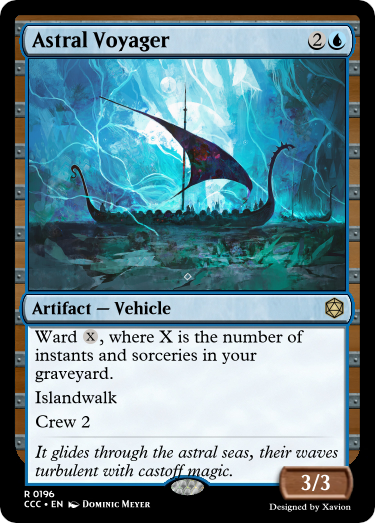 Astral Voyager 2
Artifact — Vehicle
Ward X, where X is the number of
instants and sorceries in your
graveyard.
Islandwalk
Crew 2
It glides through the astral seas, their waves
turbulent with castoff magic.
3/3
R 0196
CCC • EN DOMINIC MEYER
Designed by Xavion